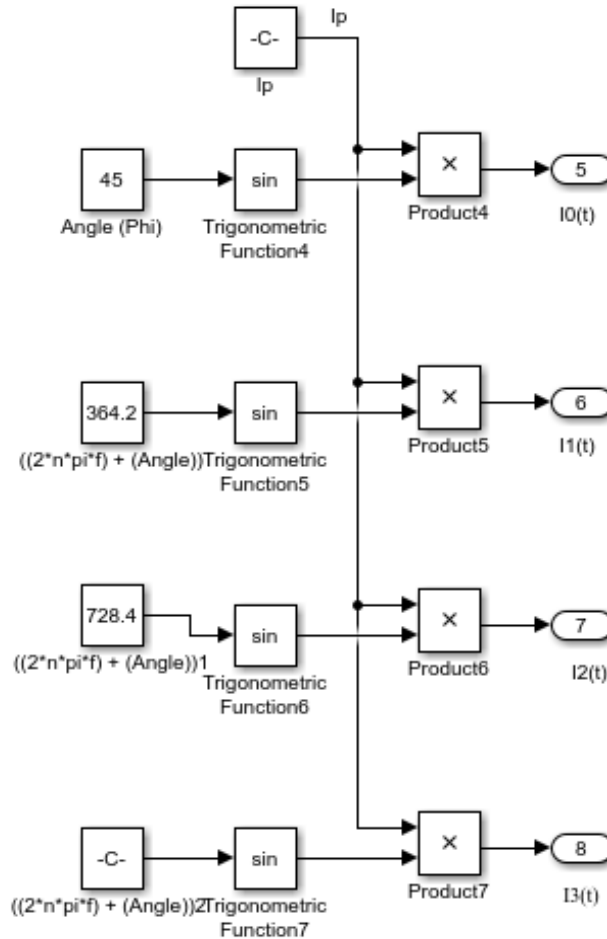 Ip
-C-
Ip
45
sin
×
5
Angle (Phi)
Trigonometric
Function4
Product4
I0(t)
364.2
sin
×
6
((2*n*pi*f) + (Angle))
Trigonometric
Function5
Product5
I1(t)
728.4
sin
×
7
((2*n*pi*f) + (Angle))1
Trigonometric
Function6
Product6
I2(t)
-C-
sin
×
8
((2*n*pi*f) + (Angle))2
Trigonometric
Function7
Product7
I3(t)